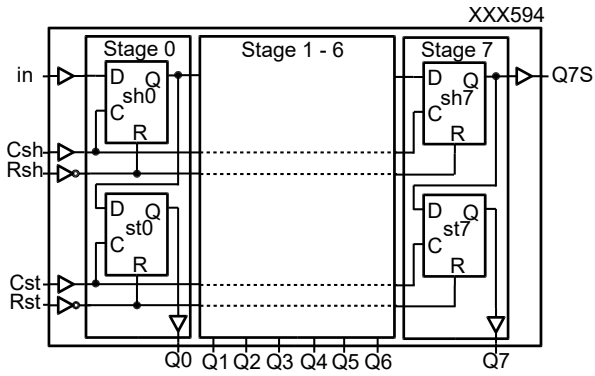 XXX594
Stage 0
Stage 1 - 6
Stage 7
in
D Q
sh0
C
R
D Q
sh7
C
R
Q7S
Csh
Rsh
D Q
st0
C
R
D Q
st7
C
R
Cst
Rst
Q0 Q1 Q2 Q3 Q4 Q5 Q6 Q7